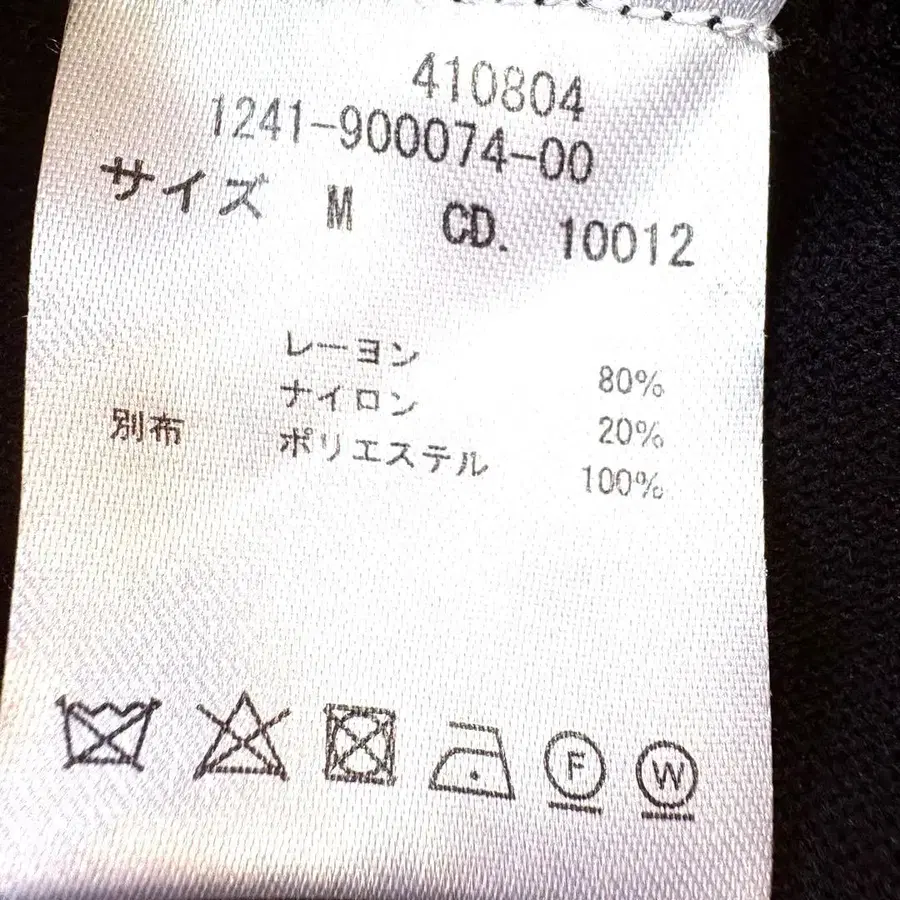 410804
1241-900074-00
サイズ M CD. 10012
レーヨン 80%
ナイロン 20%
別布 ポリエステル 100%
F W